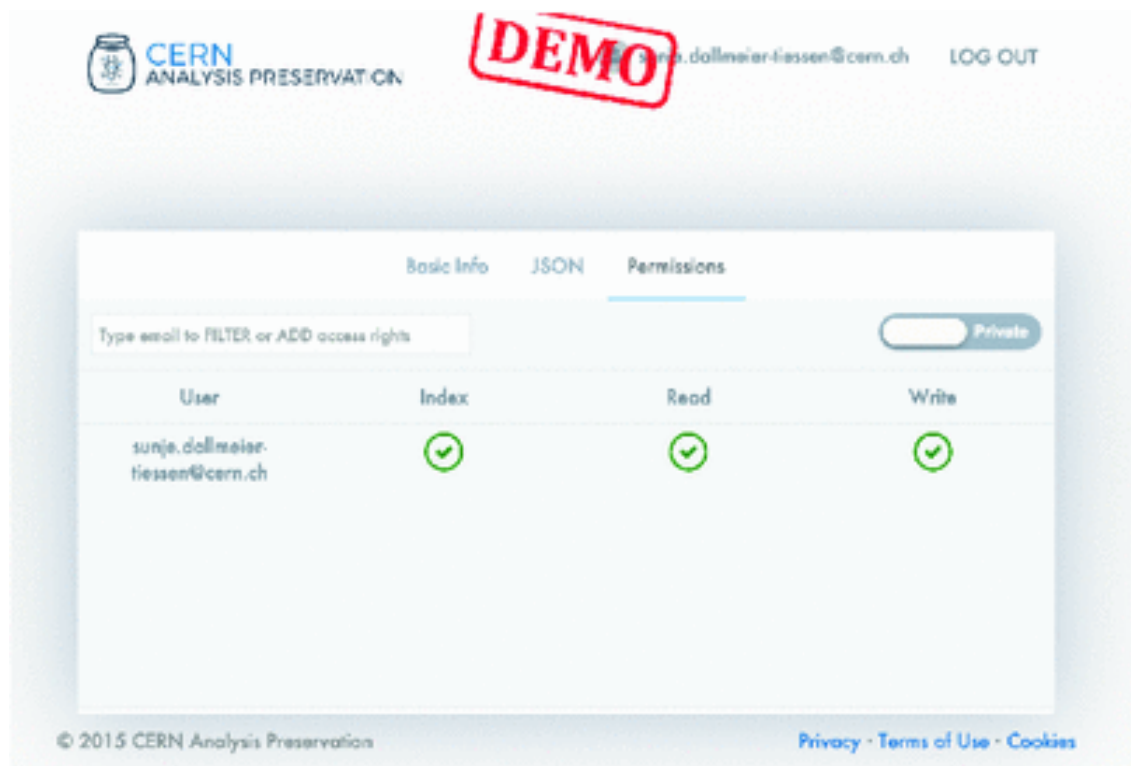 CERN
ANALYSIS PRESERVATION
DEMO
sunje.dallmeier-tiessen@cern.ch
LOG OUT
Basic Info
JSON
Permissions
Type email to FILTER or ADD access rights
Private
User
Index
Read
Write
sunje.dallmeier-
tiessen@cern.ch
© 2015 CERN Analysis Preservation
Privacy · Terms of Use · Cookies